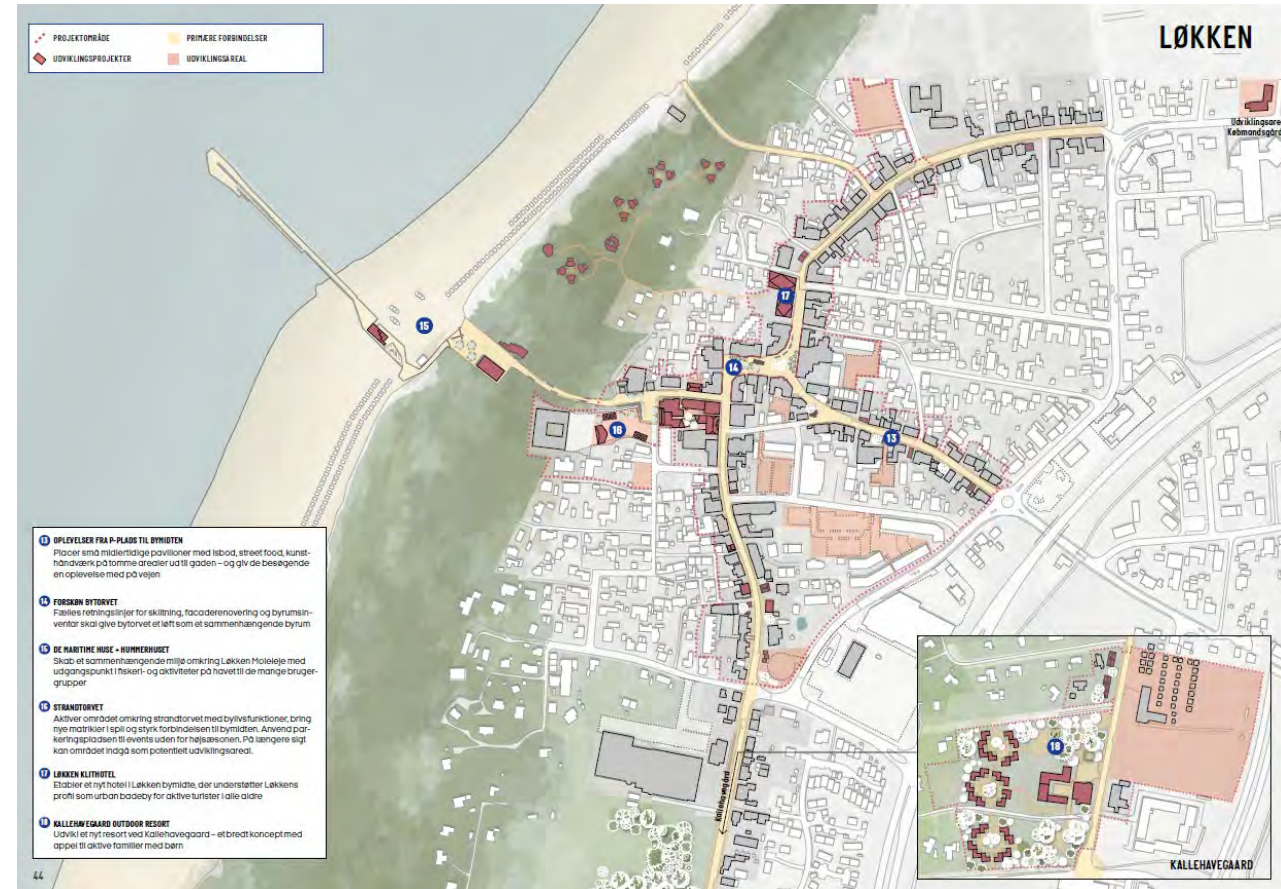 LØKKEN
PROJEKTOMRÅDE
PRIMÆRE FORBINDELSER
UDVIKLINGSPROJEKTER
UDVIKLINGSAREAL
Udviklingsare
Købmandsgård
17
15
14
16
13
13 OPLEVELSER FRA P-PLADS TIL BYMIDTEN
Placer små midlertidige pavilioner med isbod, street food, kunst-
håndværk på tomme arealer ud til gaden – og giv de besøgende
en oplevelse med på vejen
14 FORSKØN BYTORVET
Fælles retningslinjer for skiltning, facaderenovering og byrumsin-
ventar skal give bytorvet et løft som et sammenhængende byrum
15 DE MARITIME HUSE + HUMMERHUSET
Skab et sammenhængende miljø omkring Løkken Moleleje med
udgangspunkt i fiskeri- og aktiviteter på havet til de mange bruger-
grupper
16 STRANDTORVET
Aktiver området omkring strandtorvet med bylivsfunktioner, bring
nye matrikler i spil og styrk forbindelsen til bymidten. Anvend par-
keringspladsen til events uden for højsæsonen. På længere sigt
kan området indgå som potentielt udviklingsareal.
17 LØKKEN KLITHOTEL
Etabler et nyt hotel i Løkken bymidte, der understøtter Løkkens
profil som urban badeby for aktive turister i alle aldre
18 KALLEHAVEGAARD OUTDOOR RESORT
Udvikl et nyt resort ved Kallehavegaard – et bredt koncept med
appel til aktive familier med børn
Kallehavegård
18
KALLEHAVEGAARD
44